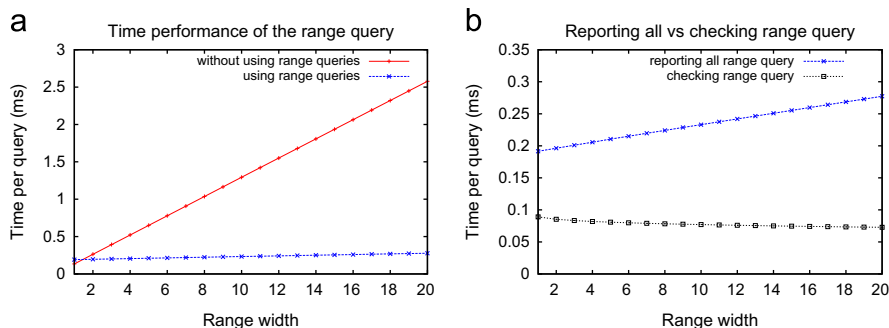 a
Time performance of the range query
Time per query (ms)
3
2.5
2
1.5
1
0.5
0
without using range queries
using range queries
2 4 6 8 10 12 14 16 18 20
Range width
b
Reporting all vs checking range query
Time per query (ms)
0.35
0.3
0.25
0.2
0.15
0.1
0.05
0
reporting all range query
checking range query
2 4 6 8 10 12 14 16 18 20
Range width